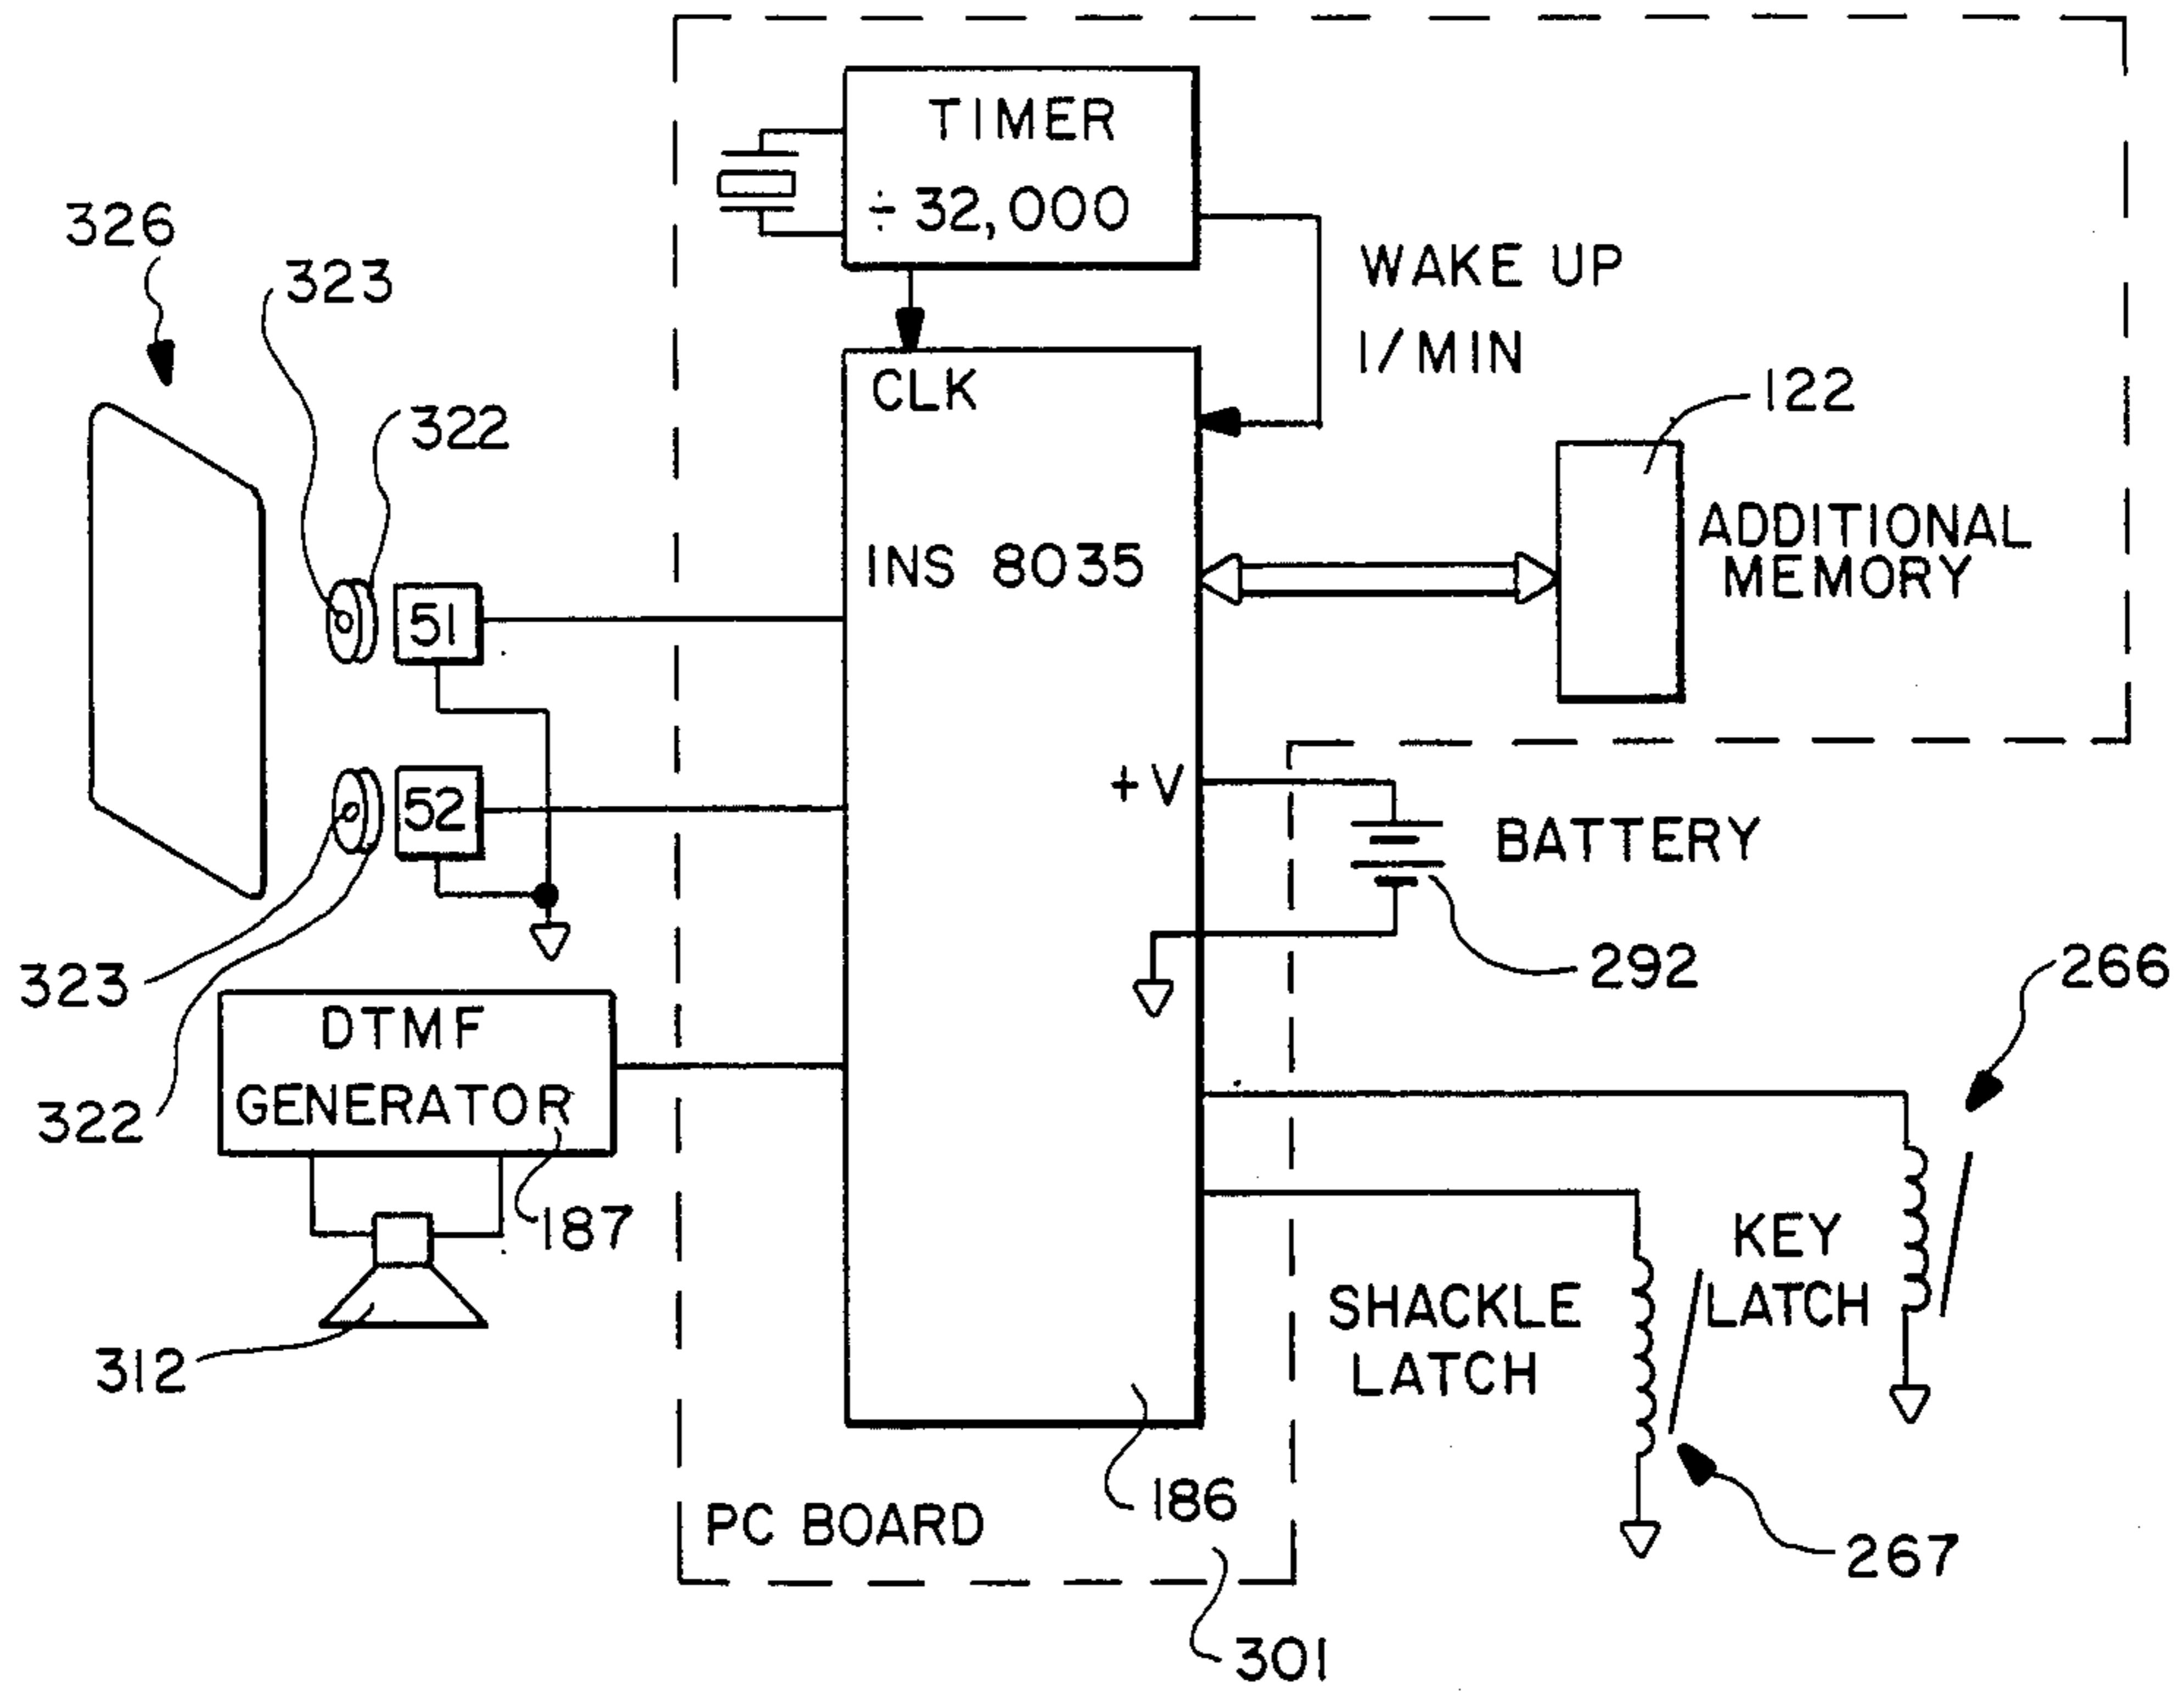 TIMER
÷ 32,000
326
323
WAKE UP
1/MIN
CLK
122
322
ADDITIONAL
MEMORY
INS 8035
51
+V
52
BATTERY
292
266
323
DTMF
GENERATOR
322
187
KEY
LATCH
SHACKLE
LATCH
312
186
PC BOARD
267
301